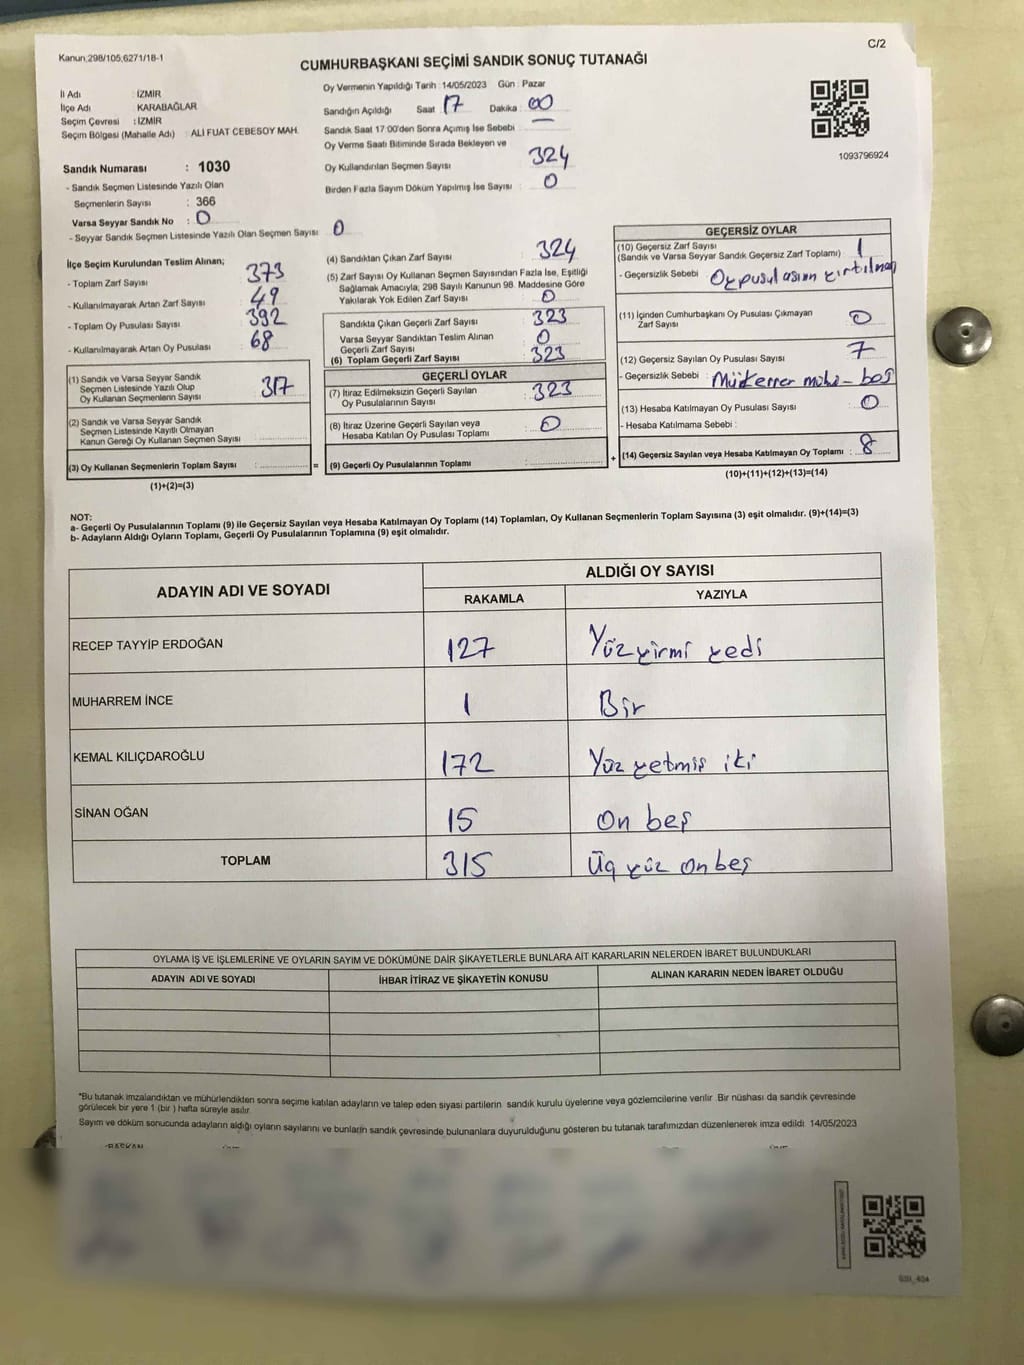 Kanun,298/105,6271/18-1
C/2
CUMHURBAŞKANI SEÇİMİ SANDIK SONUÇ TUTANAĞI
İl Adı : İZMİR
İlçe Adı : KARABAĞLAR
Seçim Çevresi : İZMİR
Seçim Bölgesi (Mahalle Adı) : ALİ FUAT CEBESOY MAH.
Sandık Numarası : 1030
- Sandık Seçmen Listesinde Yazılı Olan
Seçmenlerin Sayısı : 366
Varsa Seyyar Sandık No : 0
- Seyyar Sandık Seçmen Listesinde Yazılı Olan Seçmen Sayısı : 0
Oy Vermenin Yapıldığı Tarih : 14/05/2023 Gün : Pazar
Sandığın Açıldığı Saat : 17 Dakika : 00
Sandık Saat 17:00'den Sonra Açımış İse Sebebi : —
Oy Verme Saati Bitiminde Sırada Bekleyen ve
Oy Kullandırılan Seçmen Sayısı : 324
Birden Fazla Sayım Döküm Yapılmış İse Sayısı : 0
1093796924
İlçe Seçim Kurulundan Teslim Alınan;
- Toplam Zarf Sayısı : 373
- Kullanılmayarak Artan Zarf Sayısı : 49
- Toplam Oy Pusulası Sayısı : 392
- Kullanılmayarak Artan Oy Pusulası : 68
(1) Sandık ve Varsa Seyyar Sandık
Seçmen Listesinde Yazılı Olup
Oy Kullanan Seçmenlerin Sayısı : 317
(2) Sandık ve Varsa Seyyar Sandık
Seçmen Listesinde Kayıtlı Olmayan
Kanun Gereği Oy Kullanan Seçmen Sayısı :
(3) Oy Kullanan Seçmenlerin Toplam Sayısı :
(1)+(2)=(3)
(4) Sandıktan Çıkan Zarf Sayısı : 324
(5) Zarf Sayısı Oy Kullanan Seçmen Sayısından Fazla İse, Eşitliği
Sağlamak Amacıyla, 298 Sayılı Kanunun 98. Maddesine Göre
Yakılarak Yok Edilen Zarf Sayısı : 0
Sandıkta Çıkan Geçerli Zarf Sayısı : 323
Varsa Seyyar Sandıktan Teslim Alınan
Geçerli Zarf Sayısı : 0
(6) Toplam Geçerli Zarf Sayısı : 323
GEÇERLİ OYLAR
(7) İtiraz Edilmeksizin Geçerli Sayılan
Oy Pusulalarının Sayısı : 323
(8) İtiraz Üzerine Geçerli Sayılan veya
Hesaba Katılan Oy Pusulası Toplamı : 0
= (9) Geçerli Oy Pusulalarının Toplamı :
GEÇERSİZ OYLAR
(10) Geçersiz Zarf Sayısı : 1
(Sandık ve Varsa Seyyar Sandık Geçersiz Zarf Toplamı)
- Geçersizlik Sebebi : Oy pusulasının yırtılması
(11) İçinden Cumhurbaşkanı Oy Pusulası Çıkmayan
Zarf Sayısı : 0
(12) Geçersiz Sayılan Oy Pusulası Sayısı : 7
- Geçersizlik Sebebi : Mükerrer mühür - boş
(13) Hesaba Katılmayan Oy Pusulası Sayısı : 0
- Hesaba Katılmama Sebebi :
+ (14) Geçersiz Sayılan veya Hesaba Katılmayan Oy Toplamı : 8
(10)+(11)+(12)+(13)=(14)
NOT:
a- Geçerli Oy Pusulalarının Toplamı (9) ile Geçersiz Sayılan veya Hesaba Katılmayan Oy Toplamı (14) Toplamları, Oy Kullanan Seçmenlerin Toplam Sayısına (3) eşit olmalıdır. (9)+(14)=(3)
b- Adayların Aldığı Oyların Toplamı, Geçerli Oy Pusulalarının Toplamına (9) eşit olmalıdır.
ADAYIN ADI VE SOYADI ALDIĞI OY SAYISI
RAKAMLA YAZIYLA
RECEP TAYYİP ERDOĞAN 127 Yüz yirmi yedi
MUHARREM İNCE 1 Bir
KEMAL KILIÇDAROĞLU 172 Yüz yetmiş iki
SİNAN OĞAN 15 On beş
TOPLAM 315 Üç yüz on beş
OYLAMA İŞ VE İŞLEMLERİNE VE OYLARIN SAYIM VE DÖKÜMÜNE DAİR ŞİKAYETLERLE BUNLARA AİT KARARLARIN NELERDEN İBARET BULUNDUKLARI
ADAYIN ADI VE SOYADI İHBAR İTİRAZ VE ŞİKAYETİN KONUSU ALINAN KARARIN NEDEN İBARET OLDUĞU
*Bu tutanak imzalandıktan ve mühürlendikten sonra seçime katılan adayların ve talep eden siyasi partilerin sandık kurulu üyelerine veya gözlemcilerine verilir. Bir nüshası da sandık çevresinde
görülecek bir yere 1 (bir ) hafta süreyle asılır.
Sayım ve döküm sonucunda adayların aldığı oyların sayılarını ve bunların sandık çevresinde bulunanlara duyurulduğunu gösteren bu tutanak tarafımızdan düzenlenerek imza edildi. 14/05/2023
BAŞKAN